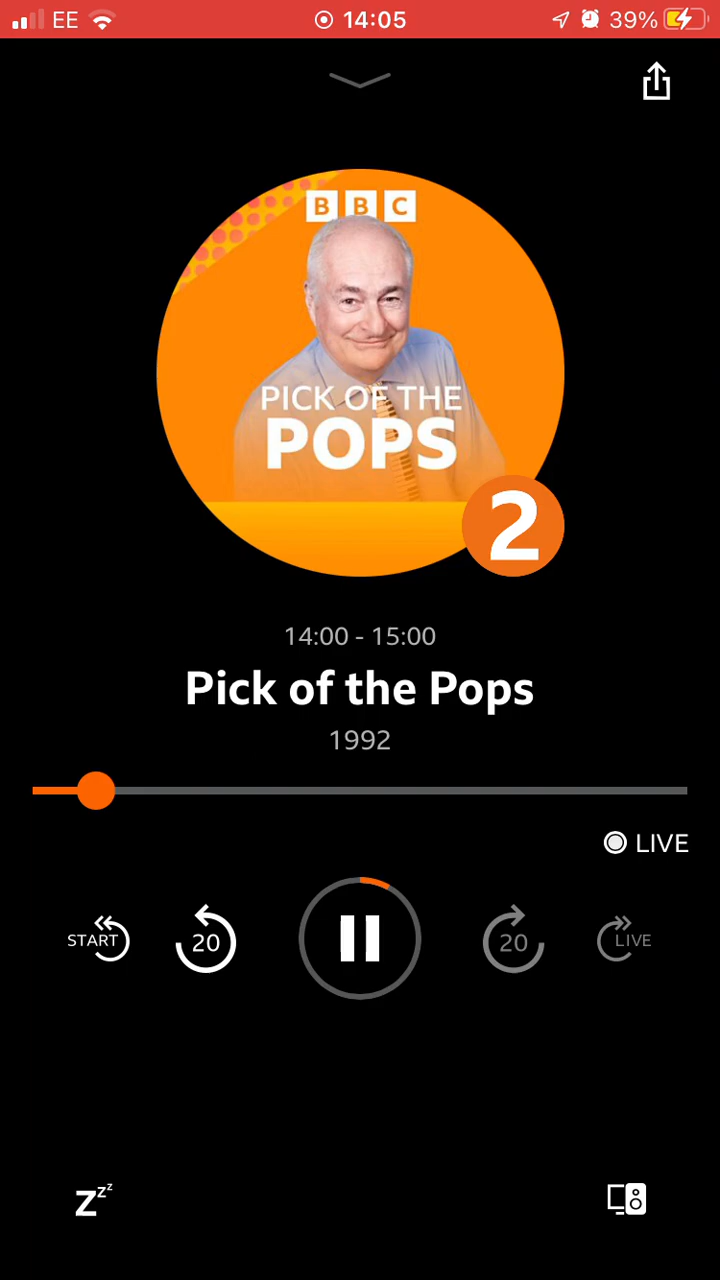 EE 14:05 39%
BBC
PICK OF THE
POPS
2
14:00 - 15:00
Pick of the Pops
1992
LIVE
START 20 20 LIVE
Zzz